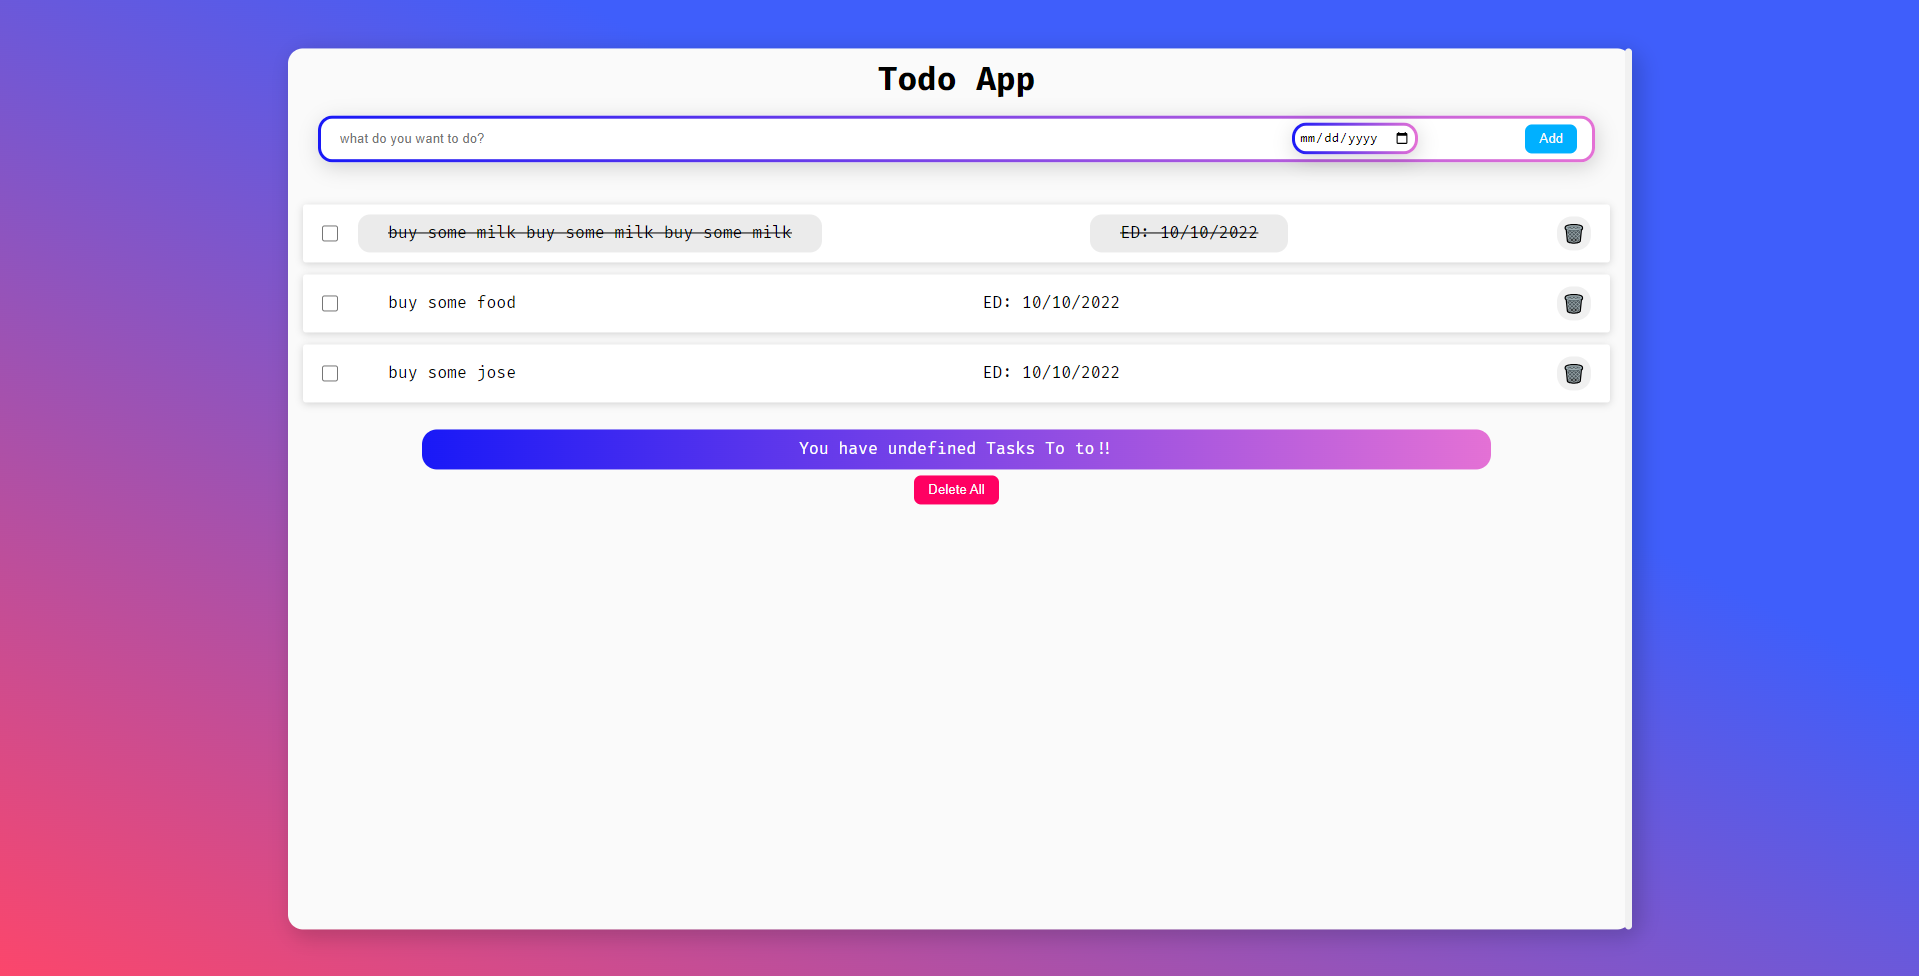 Todo App
what do you want to do? mm/dd/yyyy Add
buy some milk buy some milk buy some milk ED: 10/10/2022
buy some food ED: 10/10/2022
buy some jose ED: 10/10/2022
You have undefined Tasks To to!!
Delete All